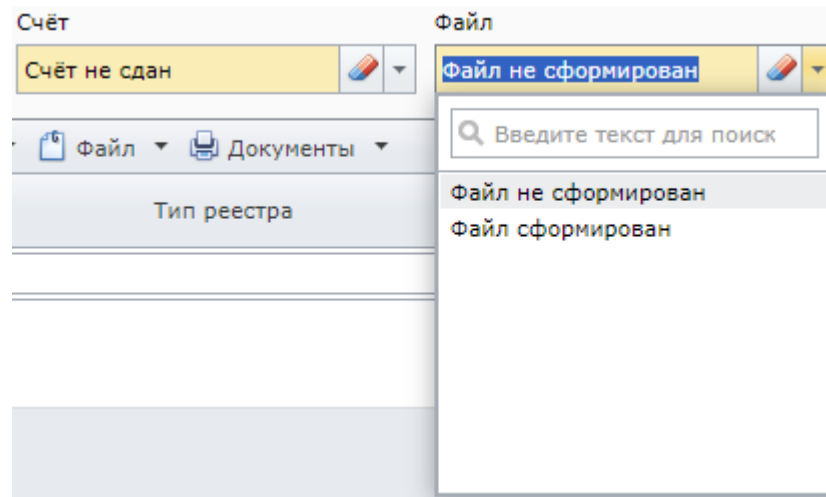 Счёт
Файл
Счёт не сдан
Файл не сформирован
Введите текст для поиск
Файл
Документы
Тип реестра
Файл не сформирован
Файл сформирован